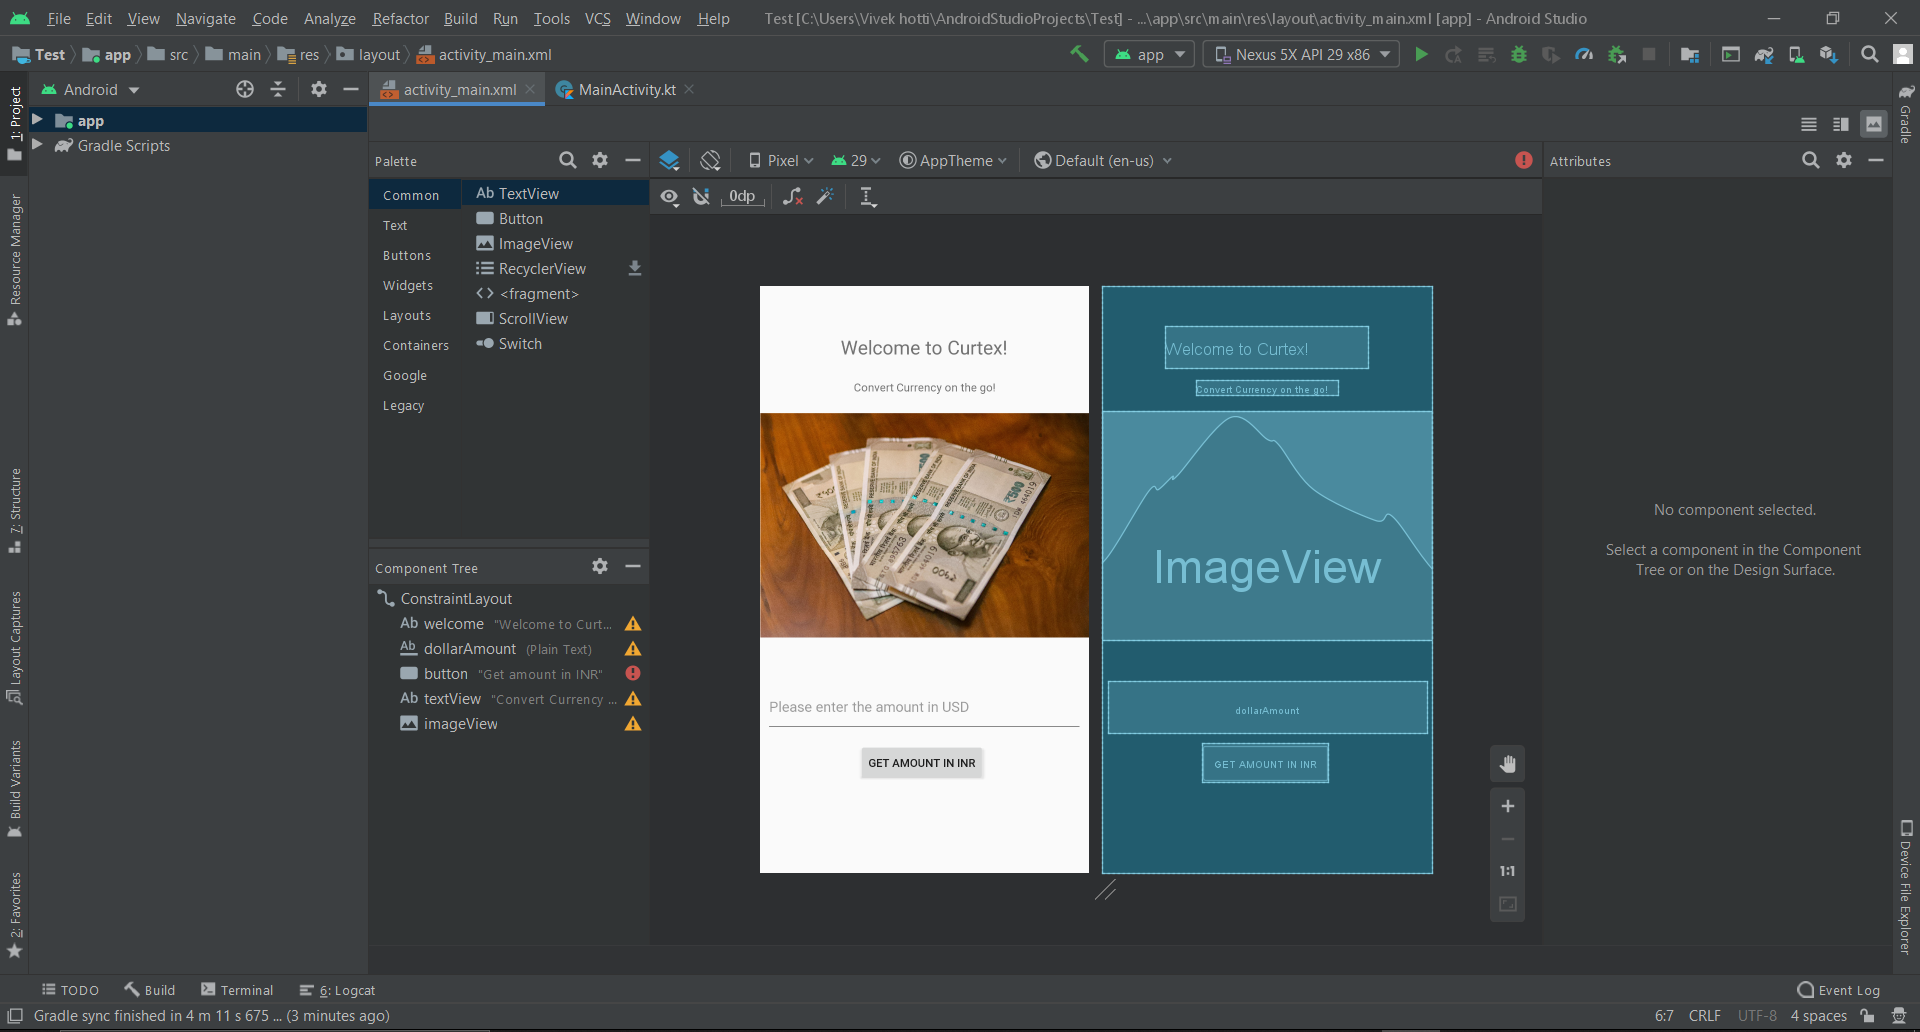 File Edit View Navigate Code Analyze Refactor Build Run Tools VCS Window Help Test [C:\Users\Vivek hotti\AndroidStudioProjects\Test] - ...\app\src\main\res\layout\activity_main.xml [app] - Android Studio
Test app src main res layout activity_main.xml app Nexus 5X API 29 x86
1: Project
Resource Manager
7: Structure
Layout Captures
Build Variants
2: Favorites
Android
app
Gradle Scripts
activity_main.xml MainActivity.kt
Palette
Common
Text
Buttons
Widgets
Layouts
Containers
Google
Legacy
Ab TextView
Button
ImageView
RecyclerView
<fragment>
ScrollView
Switch
Component Tree
ConstraintLayout
Ab welcome "Welcome to Curt...
Ab dollarAmount (Plain Text)
button "Get amount in INR"
Ab textView "Convert Currency ...
imageView
Pixel 29 AppTheme Default (en-us)
0dp
Welcome to Curtex!
Convert Currency on the go!
₹500
RESERVE BANK OF INDIA
Please enter the amount in USD
GET AMOUNT IN INR
Welcome to Curtex!
Convert Currency on the go!
ImageView
dollarAmount
GET AMOUNT IN INR
1:1
Attributes
No component selected.
Select a component in the Component
Tree or on the Design Surface.
Gradle
Device File Explorer
TODO Build Terminal 6: Logcat Event Log
Gradle sync finished in 4 m 11 s 675 ... (3 minutes ago) 6:7 CRLF UTF-8 4 spaces